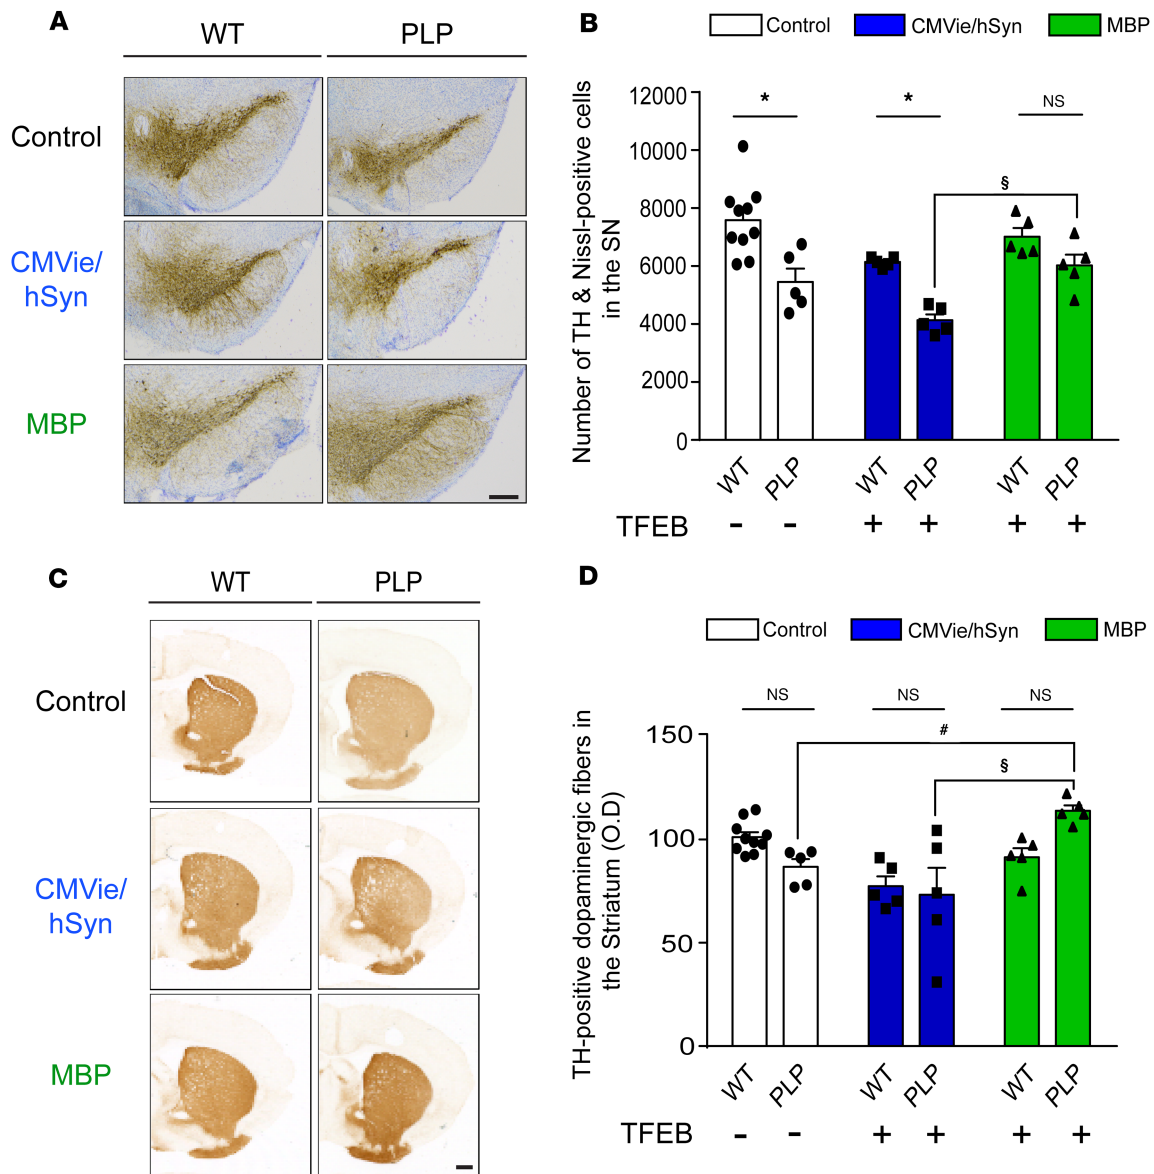 A
WT PLP
Control
CMVie/
hSyn
MBP
B
Control CMVie/hSyn MBP
Number of TH & Nissl-positive cells
in the SN
12000
10000
8000
6000
4000
2000
0
* * NS
§
WT PLP WT PLP WT PLP
TFEB - - + + + +
C
WT PLP
Control
CMVie/
hSyn
MBP
D
Control CMVie/hSyn MBP
TH-positive dopaminergic fibers in
the Striatum (O.D)
150
100
50
0
NS NS NS
#
§
WT PLP WT PLP WT PLP
TFEB - - + + + +